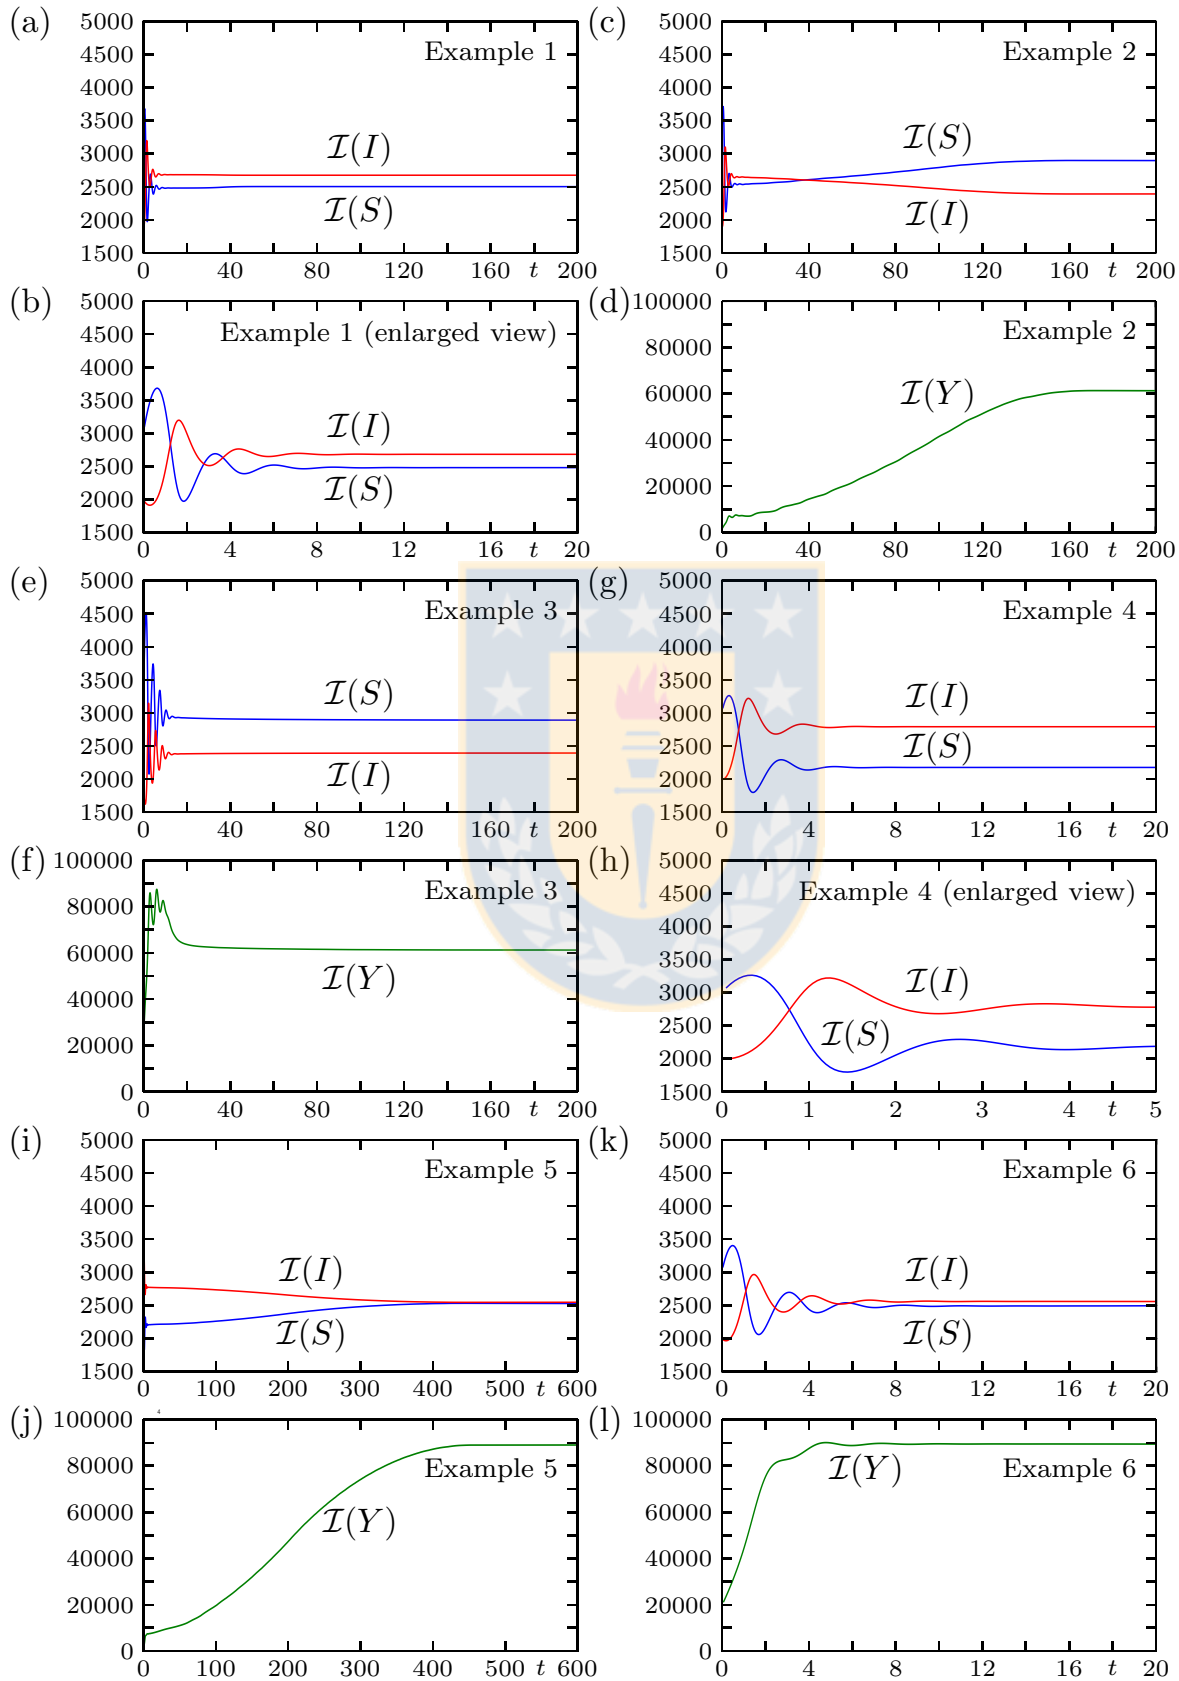 (a)
5000
4500
4000
3500
3000
2500
2000
1500
Example 1
I(I)
I(S)
0 40 80 120 160 t 200
(c)
5000
4500
4000
3500
3000
2500
2000
1500
Example 2
I(S)
I(I)
0 40 80 120 160 t 200
(b)
5000
4500
4000
3500
3000
2500
2000
1500
Example 1 (enlarged view)
I(I)
I(S)
0 4 8 12 16 t 20
(d)
100000
80000
60000
40000
20000
0
Example 2
I(Y)
0 40 80 120 160 t 200
(e)
5000
4500
4000
3500
3000
2500
2000
1500
Example 3
I(S)
I(I)
0 40 80 120 160 t 200
(g)
5000
4500
4000
3500
3000
2500
2000
1500
Example 4
I(I)
I(S)
0 4 8 12 16 t 20
(f)
100000
80000
60000
40000
20000
0
Example 3
I(Y)
0 40 80 120 160 t 200
(h)
5000
4500
4000
3500
3000
2500
2000
1500
Example 4 (enlarged view)
I(I)
I(S)
0 1 2 3 4 t 5
(i)
5000
4500
4000
3500
3000
2500
2000
1500
Example 5
I(I)
I(S)
0 100 200 300 400 500 t 600
(k)
5000
4500
4000
3500
3000
2500
2000
1500
Example 6
I(I)
I(S)
0 4 8 12 16 t 20
(j)
100000
80000
60000
40000
20000
0
Example 5
I(Y)
0 100 200 300 400 500 t 600
(l)
100000
80000
60000
40000
20000
0
I(Y)
Example 6
0 4 8 12 16 t 20